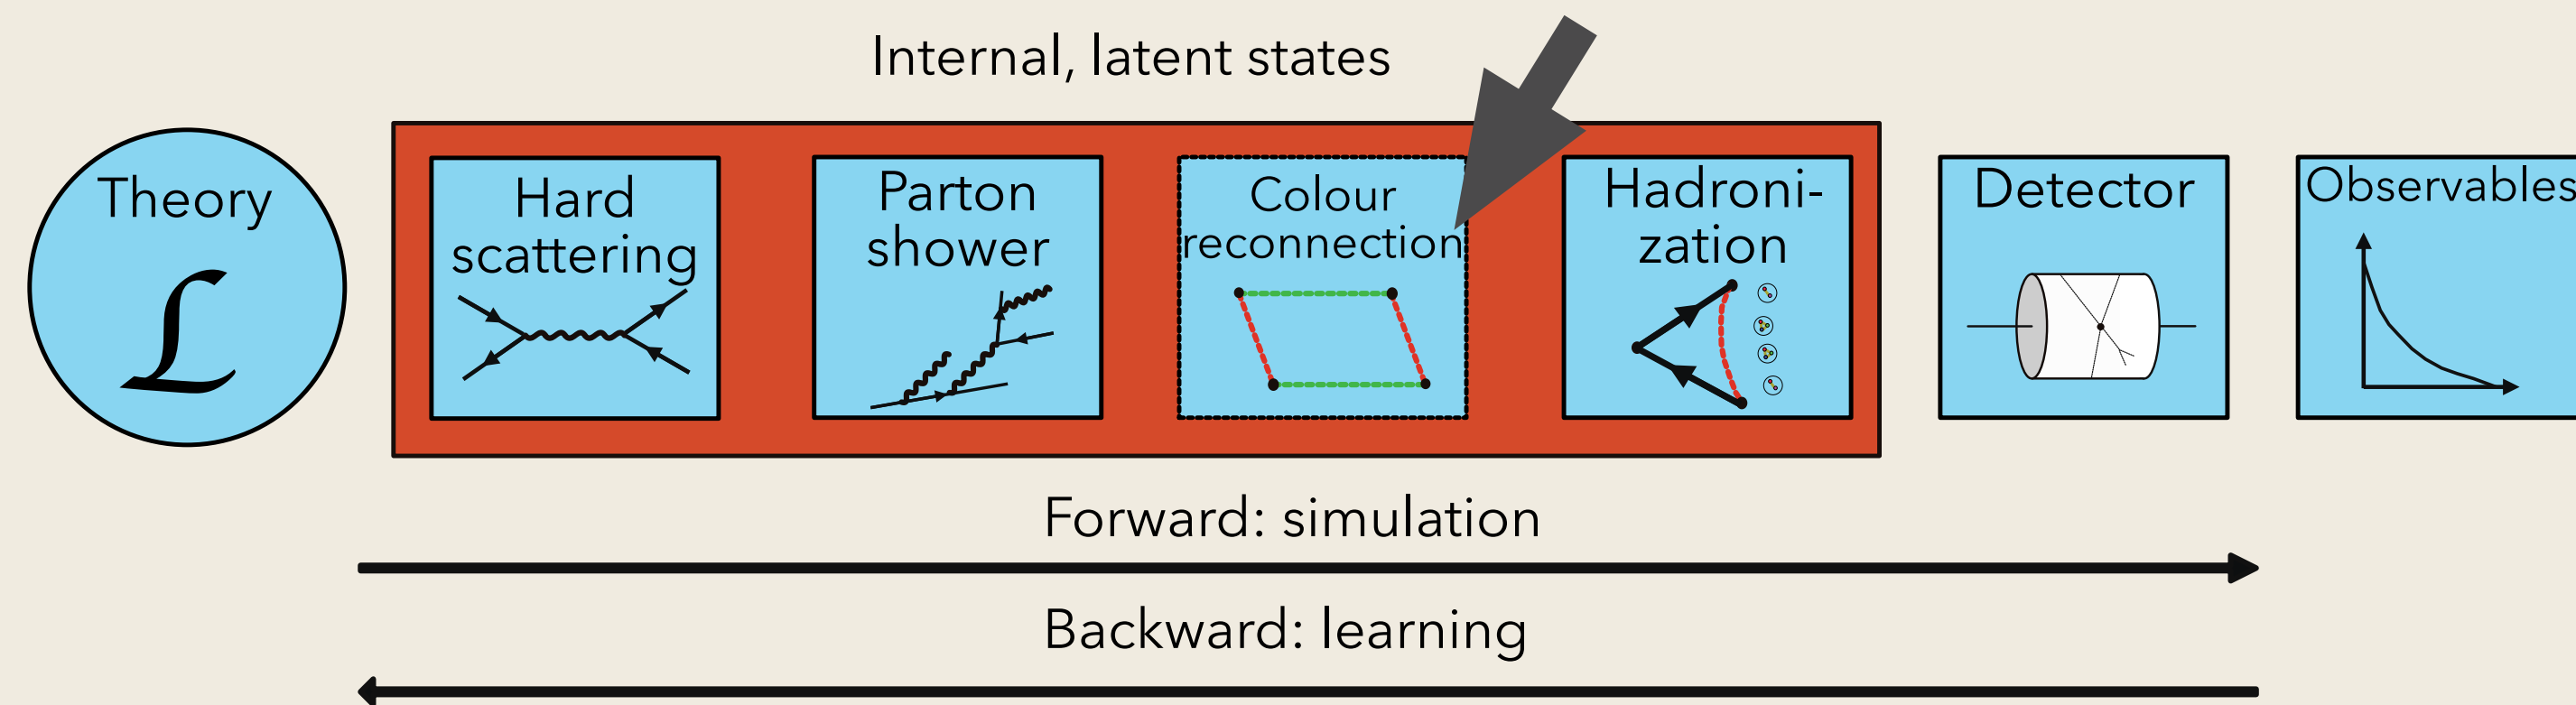 Internal, latent states
Theory
ℒ
Hard
scattering
Parton
shower
Colour
reconnection
Hadroni-
zation
Detector
Observables
Forward: simulation
Backward: learning